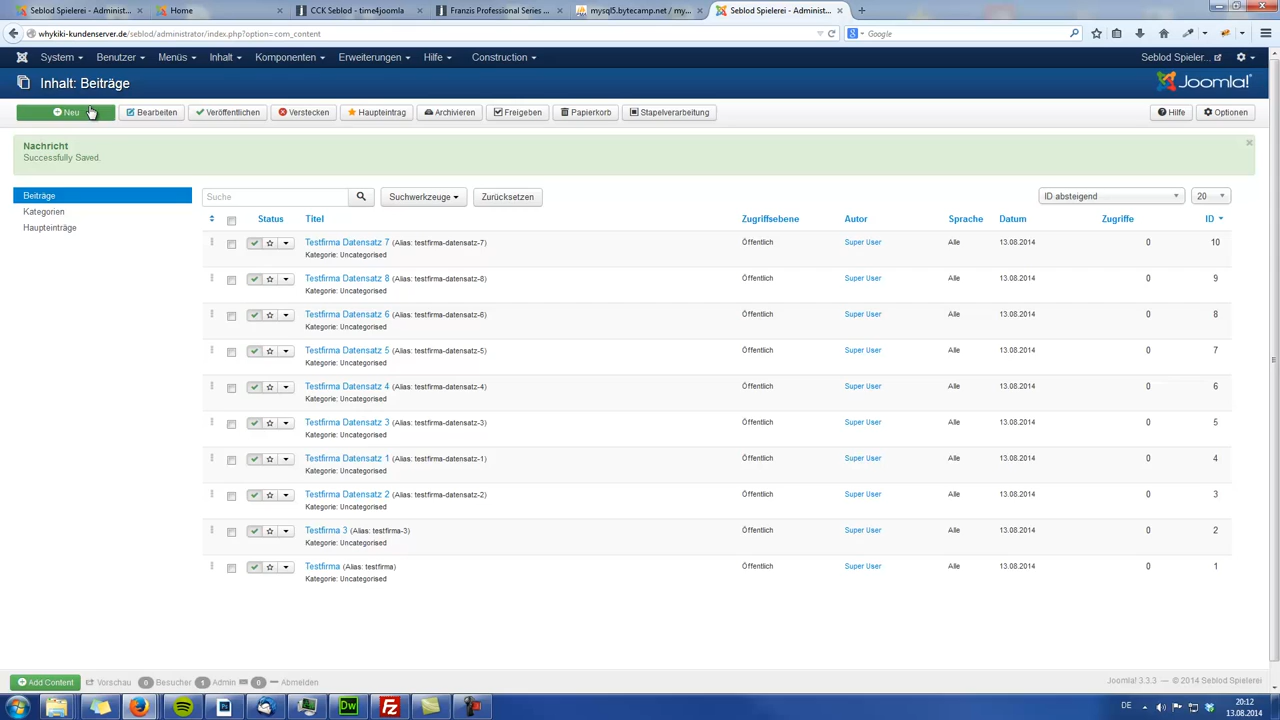 Seblod Spielerei - Administ...
Home
CCK Seblod - time4joomla
Franzis Professional Series ...
mysql5.bytecamp.net / my...
Seblod Spielerei - Administ...
whykiki-kundenserver.de/seblod/administrator/index.php?option=com_content
Google
System Benutzer Menüs Inhalt Komponenten Erweiterungen Hilfe Construction
Seblod Spieler...
Inhalt: Beiträge
Joomla!
Neu Bearbeiten Veröffentlichen Verstecken Haupteintrag Archivieren Freigeben Papierkorb Stapelverarbeitung Hilfe Optionen
Nachricht
Successfully Saved.
Beiträge
Kategorien
Haupteinträge
Suche Suchwerkzeuge Zurücksetzen ID absteigend 20
Status Titel Zugriffsebene Autor Sprache Datum Zugriffe ID
Testfirma Datensatz 7 (Alias: testfirma-datensatz-7) Öffentlich Super User Alle 13.08.2014 0 10
Kategorie: Uncategorised
Testfirma Datensatz 8 (Alias: testfirma-datensatz-8) Öffentlich Super User Alle 13.08.2014 0 9
Kategorie: Uncategorised
Testfirma Datensatz 6 (Alias: testfirma-datensatz-6) Öffentlich Super User Alle 13.08.2014 0 8
Kategorie: Uncategorised
Testfirma Datensatz 5 (Alias: testfirma-datensatz-5) Öffentlich Super User Alle 13.08.2014 0 7
Kategorie: Uncategorised
Testfirma Datensatz 4 (Alias: testfirma-datensatz-4) Öffentlich Super User Alle 13.08.2014 0 6
Kategorie: Uncategorised
Testfirma Datensatz 3 (Alias: testfirma-datensatz-3) Öffentlich Super User Alle 13.08.2014 0 5
Kategorie: Uncategorised
Testfirma Datensatz 1 (Alias: testfirma-datensatz-1) Öffentlich Super User Alle 13.08.2014 0 4
Kategorie: Uncategorised
Testfirma Datensatz 2 (Alias: testfirma-datensatz-2) Öffentlich Super User Alle 13.08.2014 0 3
Kategorie: Uncategorised
Testfirma 3 (Alias: testfirma-3) Öffentlich Super User Alle 13.08.2014 0 2
Kategorie: Uncategorised
Testfirma (Alias: testfirma) Öffentlich Super User Alle 13.08.2014 0 1
Kategorie: Uncategorised
Add Content Vorschau 0 Besucher 1 Admin 0 Abmelden
Joomla! 3.3.3 — © 2014 Seblod Spielerei
DE 20:12
13.08.2014